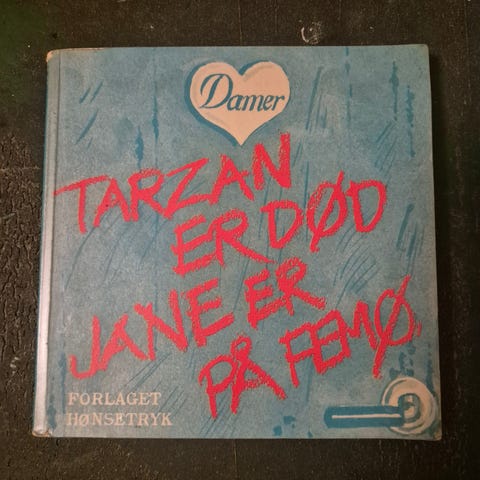 Damer
TARZAN
ER DØD
JANE ER
PÅ FEMØ.
FORLAGET
HØNSETRYK